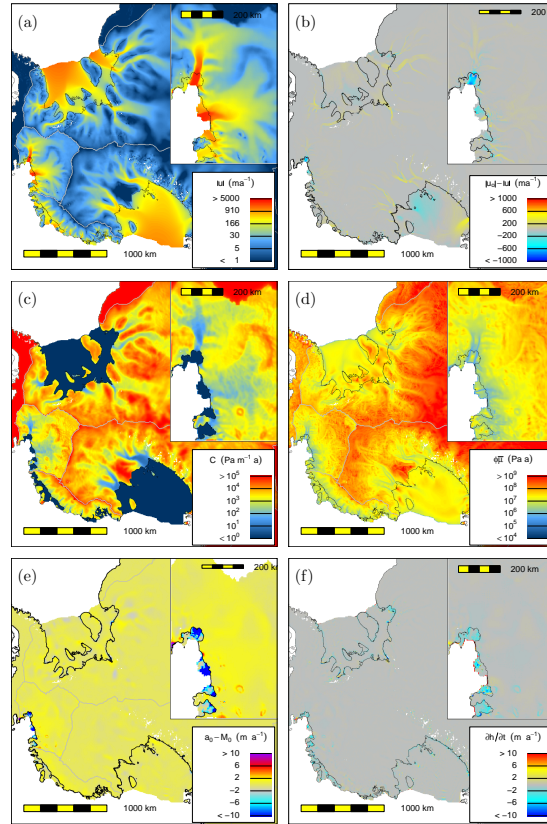 (a)
200 km
|u| (ma⁻¹)
> 5000
910
166
30
5
< 1
1000 km
(b)
200
|uₒ|−|u| (ma⁻¹)
> 1000
600
200
−200
−600
< −1000
1000 km
(c)
200 km
C (Pa m⁻¹ a)
> 10⁵
10⁴
10³
10²
10¹
< 10⁰
1000 km
(d)
200 km
> 10⁹
10⁸
10⁷
10⁶
10⁵
< 10⁴
(Pa a)
1000 km
(e)
200 km
a₀−M₀ (m a⁻¹)
> 10
6
2
−2
−6
< −10
1000 km
(f)
200 km
∂h/∂t (m a⁻¹)
> 10
6
2
−2
−6
< −10
1000 km